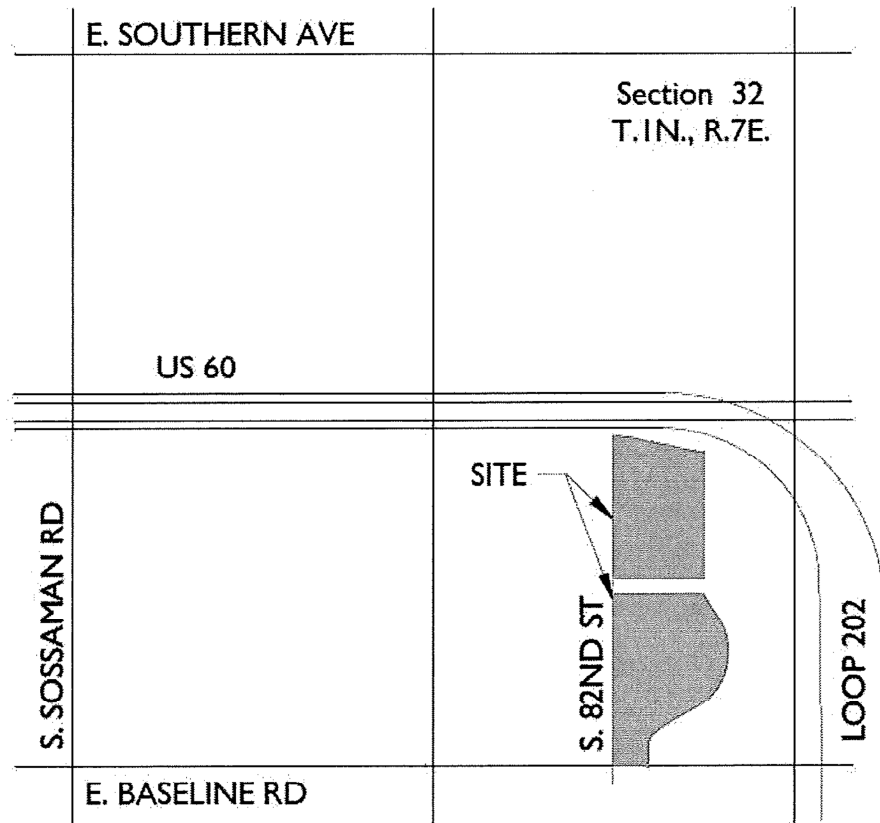 E. SOUTHERN AVE
Section 32
T.1N., R.7E.
US 60
SITE
S. SOSSAMAN RD
S. 82ND ST
LOOP 202
E. BASELINE RD